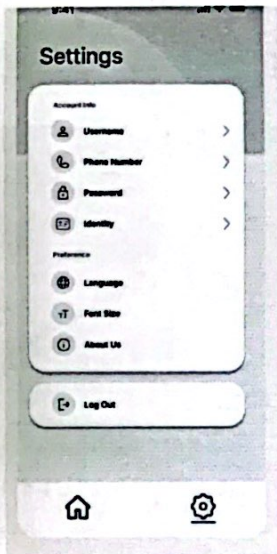 9:41
Settings
Account Info
Username
Phone Number
Password
Identity
Preference
Language
Font Size
About Us
Log Out